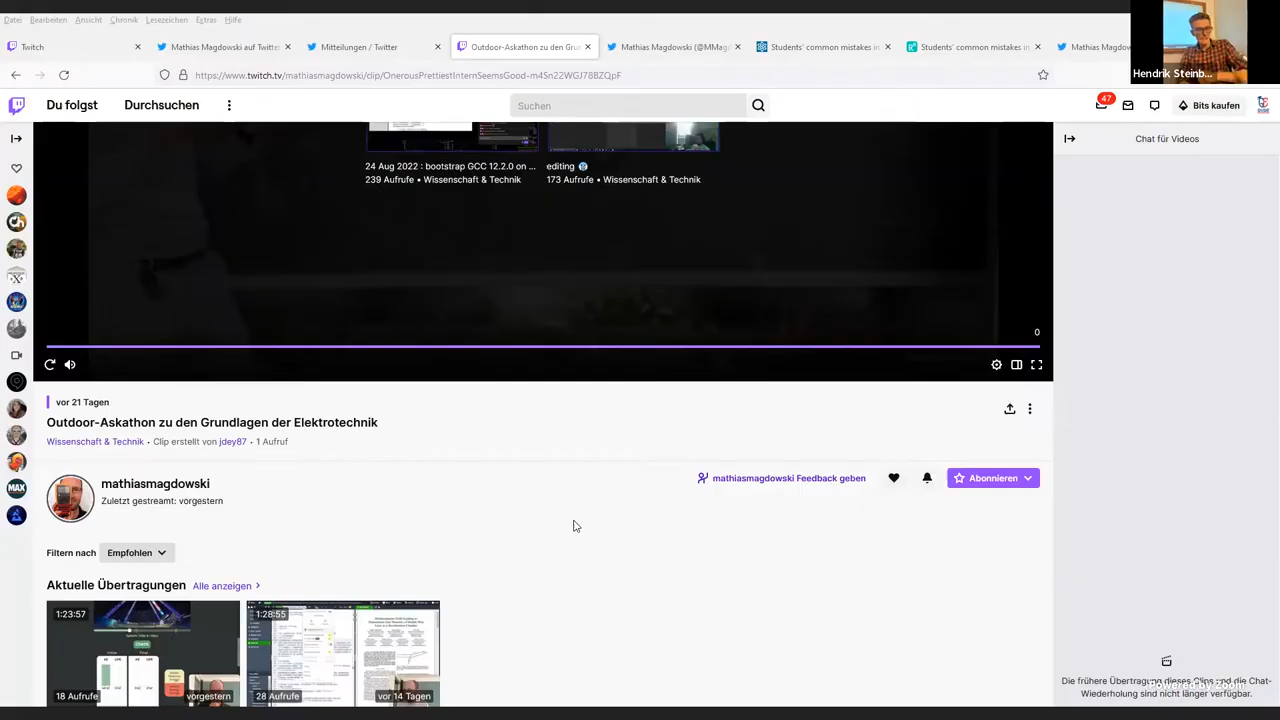 Datei Bearbeiten Ansicht Chronik Lesezeichen Extras Hilfe
Twitch
Mathias Magdowski auf Twitte
Mitteilungen / Twitter
Outdoor-Askathon zu den Gru
Mathias Magdowski (@MMag
Students' common mistakes in
Students' common mistakes in
Mathias Magdow
Hendrik Steinb...
https://www.twitch.tv/mathiasmagdowski/clip/OnerousPrettiestInternSeemsGood-m4Sn22WGJ78BZQpF
Du folgst Durchsuchen
Suchen
47
Bits kaufen
Chat für Videos
24 Aug 2022 : bootstrap GCC 12.2.0 on ...
239 Aufrufe • Wissenschaft & Technik
editing
173 Aufrufe • Wissenschaft & Technik
0
vor 21 Tagen
Outdoor-Askathon zu den Grundlagen der Elektrotechnik
Wissenschaft & Technik • Clip erstellt von jdey87 • 1 Aufruf
mathiasmagdowski
Zuletzt gestreamt: vorgestern
mathiasmagdowski Feedback geben
Abonnieren
MAX
Filtern nach Empfohlen
Aktuelle Übertragungen Alle anzeigen
1:23:57
18 Aufrufe
vorgestern
1:28:55
28 Aufrufe
vor 14 Tagen
Die frühere Übertragung dieses Clips und die Chat-
Wiederholung sind nicht länger verfügbar.